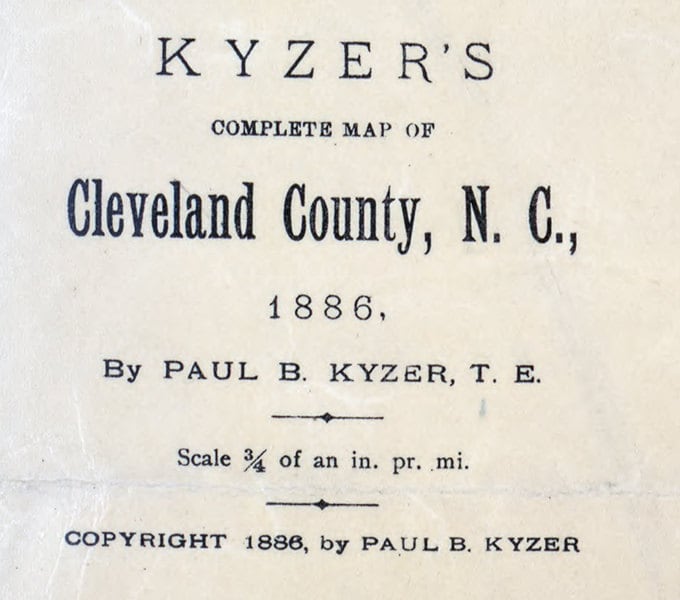 KYZER'S
COMPLETE MAP OF
Cleveland County, N. C.,
1886,
By PAUL B. KYZER, T. E.
Scale ¾ of an in. pr. mi.
COPYRIGHT 1886, by PAUL B. KYZER